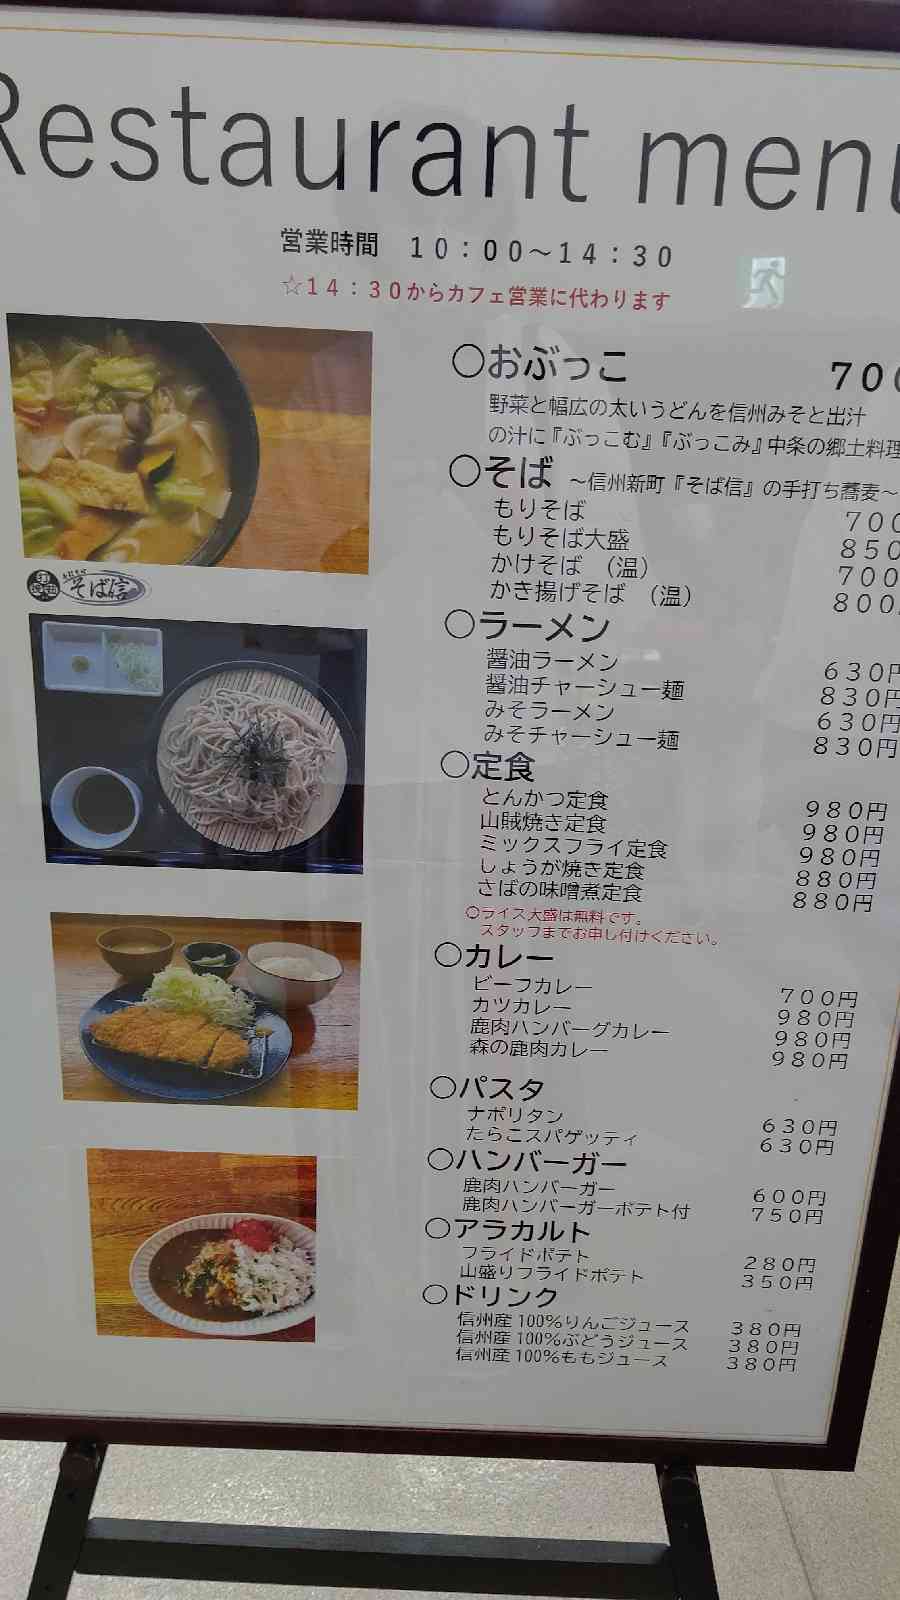 Restaurant menu
営業時間　10：00～14：30
☆14：30からカフェ営業に代わります
〇おぶっこ 700
野菜と幅広の太いうどんを信州みそと出汁
の汁に『ぶっこむ』『ぶっこみ』中条の郷土料理
〇そば ～信州新町『そば信』の手打ち蕎麦～
もりそば 700
もりそば大盛 850
かけそば （温） 700
かき揚げそば （温） 800
そば信
〇ラーメン
醤油ラーメン 630円
醤油チャーシュー麺 830円
みそラーメン 630円
みそチャーシュー麺 830円
〇定食
とんかつ定食 980円
山賊焼き定食 980円
ミックスフライ定食 980円
しょうが焼き定食 880円
さばの味噌煮定食 880円
〇ライス大盛は無料です。
スタッフまでお申し付けください。
〇カレー
ビーフカレー 700円
カツカレー 980円
鹿肉ハンバーグカレー 980円
森の鹿肉カレー 980円
〇パスタ
ナポリタン 630円
たらこスパゲッティ 630円
〇ハンバーガー
鹿肉ハンバーガー 600円
鹿肉ハンバーガーポテト付 750円
〇アラカルト
フライドポテト 280円
山盛りフライドポテト 350円
〇ドリンク
信州産100%りんごジュース 380円
信州産100%ぶどうジュース 380円
信州産100%ももジュース 380円